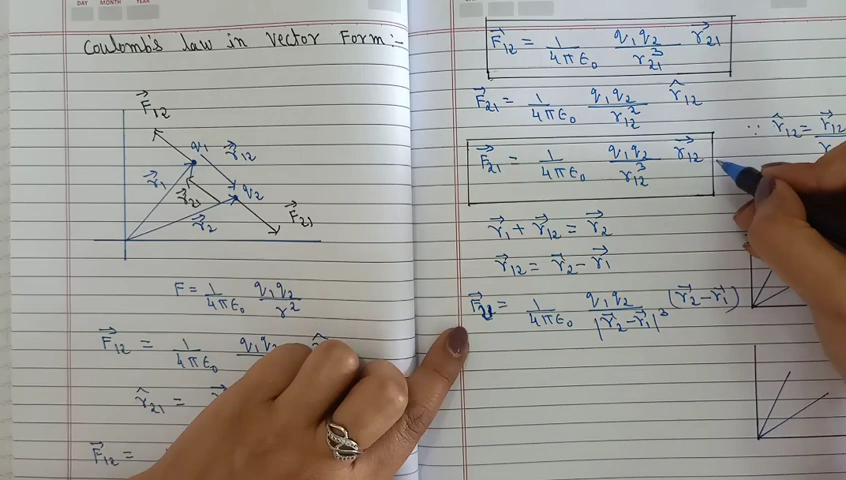 DAY MONTH YEAR
Coulomb's law in vector Form :-
F⃗₁₂
q₁
r⃗₁₂
r⃗₁
r⃗₂₁
q₂
r⃗₂
F⃗₂₁
F = 1/4πε₀ q₁q₂/r²
F⃗₁₂ = 1/4πε₀ q₁q₂
r̂₂₁ =
F⃗₁₂ =
F⃗₁₂ = 1/4πε₀ q₁q₂/r₂₁³ r⃗₂₁
F⃗₂₁ = 1/4πε₀ q₁q₂/r₁₂² r̂₁₂
∵ r̂₁₂ = r⃗₁₂/r
F⃗₂₁ = 1/4πε₀ q₁q₂/r₁₂³ r⃗₁₂
r⃗₁ + r⃗₁₂ = r⃗₂
r⃗₁₂ = r⃗₂ - r⃗₁
F⃗₂₁ = 1/4πε₀ q₁q₂/|r⃗₂ - r⃗₁|³ (r⃗₂ - r⃗₁)